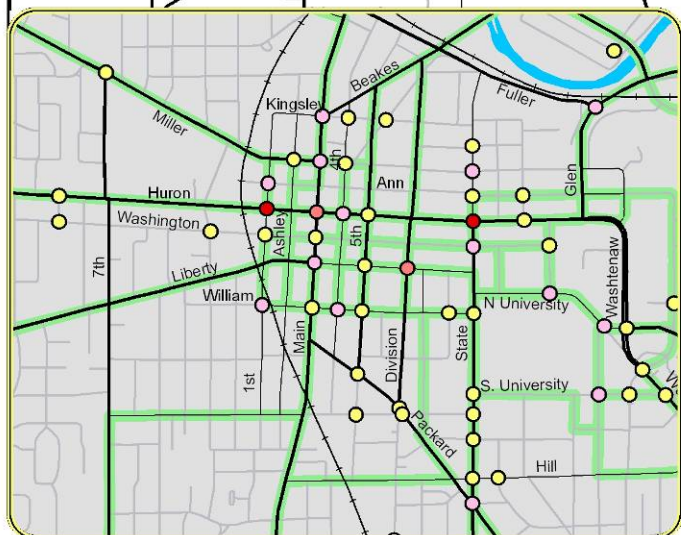 Beakes
Kingsley
Fuller
Miller
4th
Ann
Glen
Huron
Washington
Ashley
5th
7th
Liberty
William
N University
Washtenaw
Main
Division
State
1st
S. University
Packard
Hill